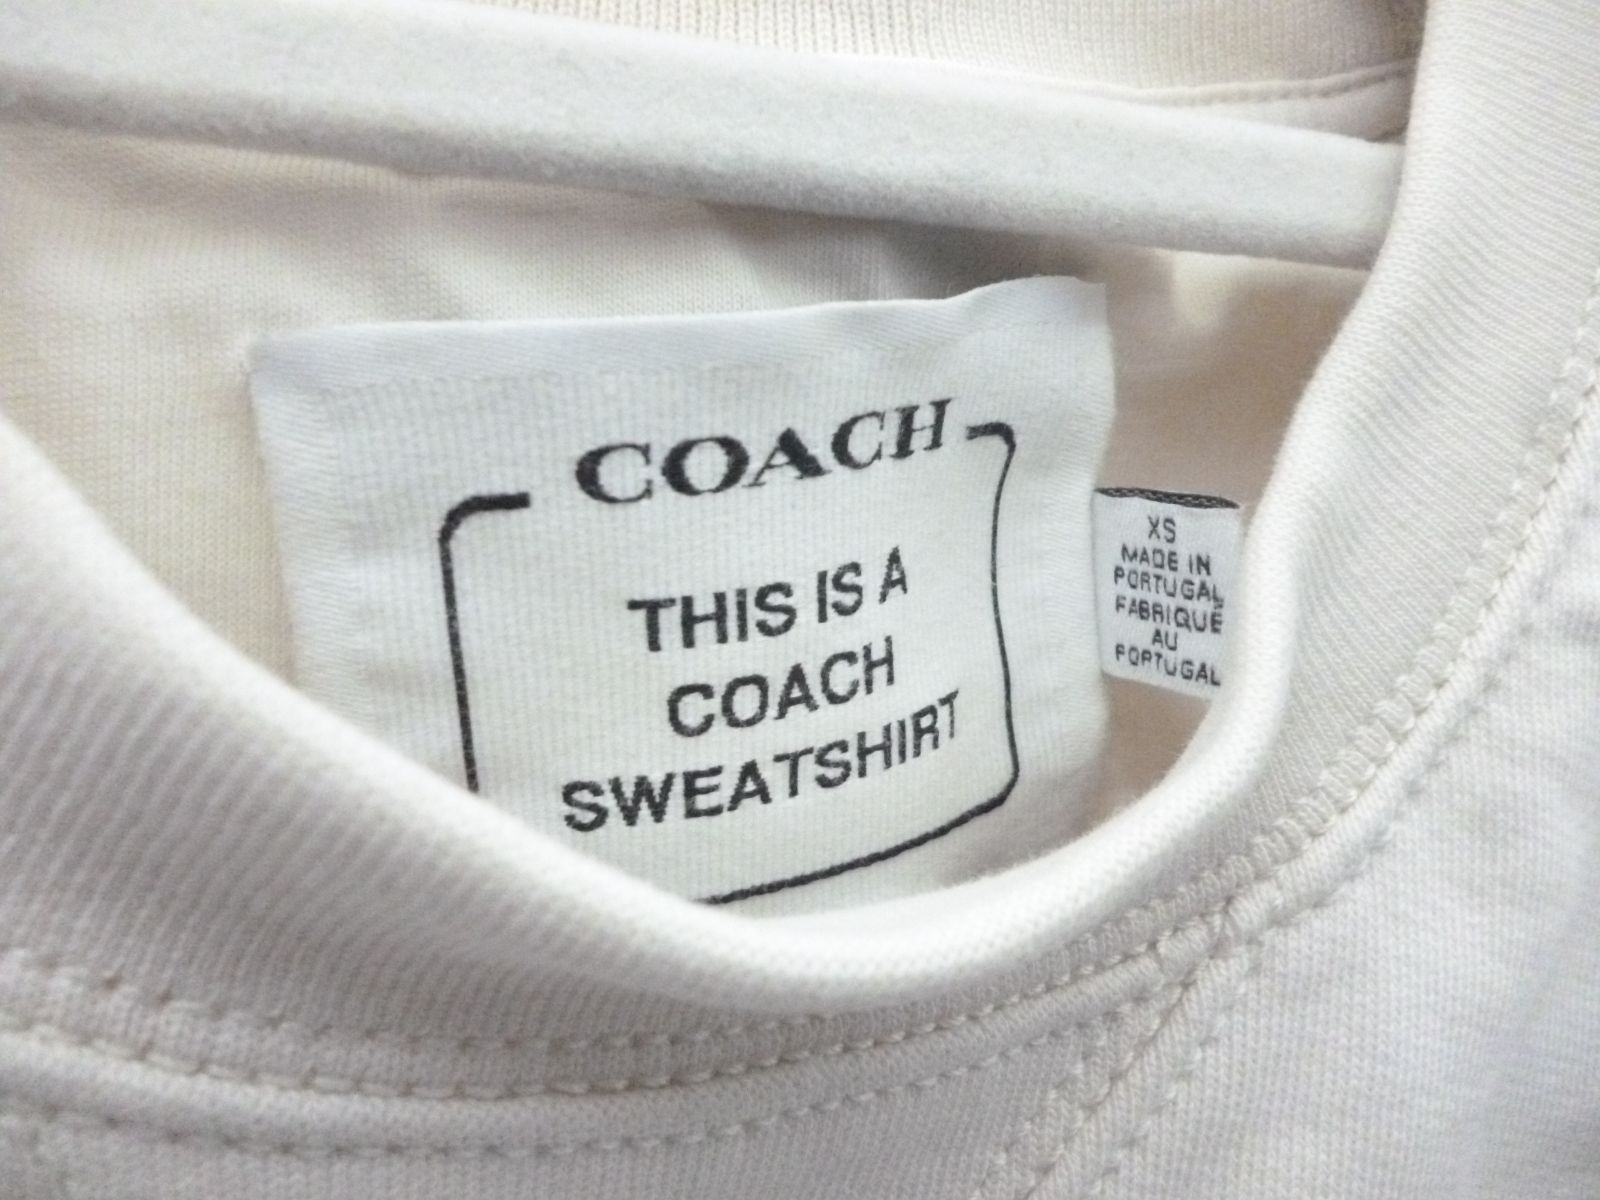 COACH
THIS IS A
COACH
SWEATSHIRT
XS
MADE IN
PORTUGAL
FABRIQUÉ
AU
PORTUGAL